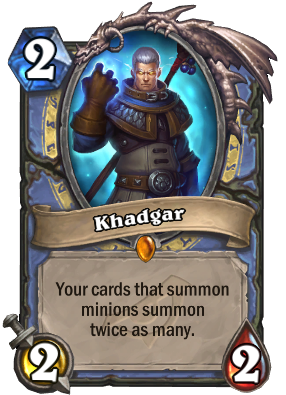 2
Khadgar
Your cards that summon
minions summon
twice as many.
2
2